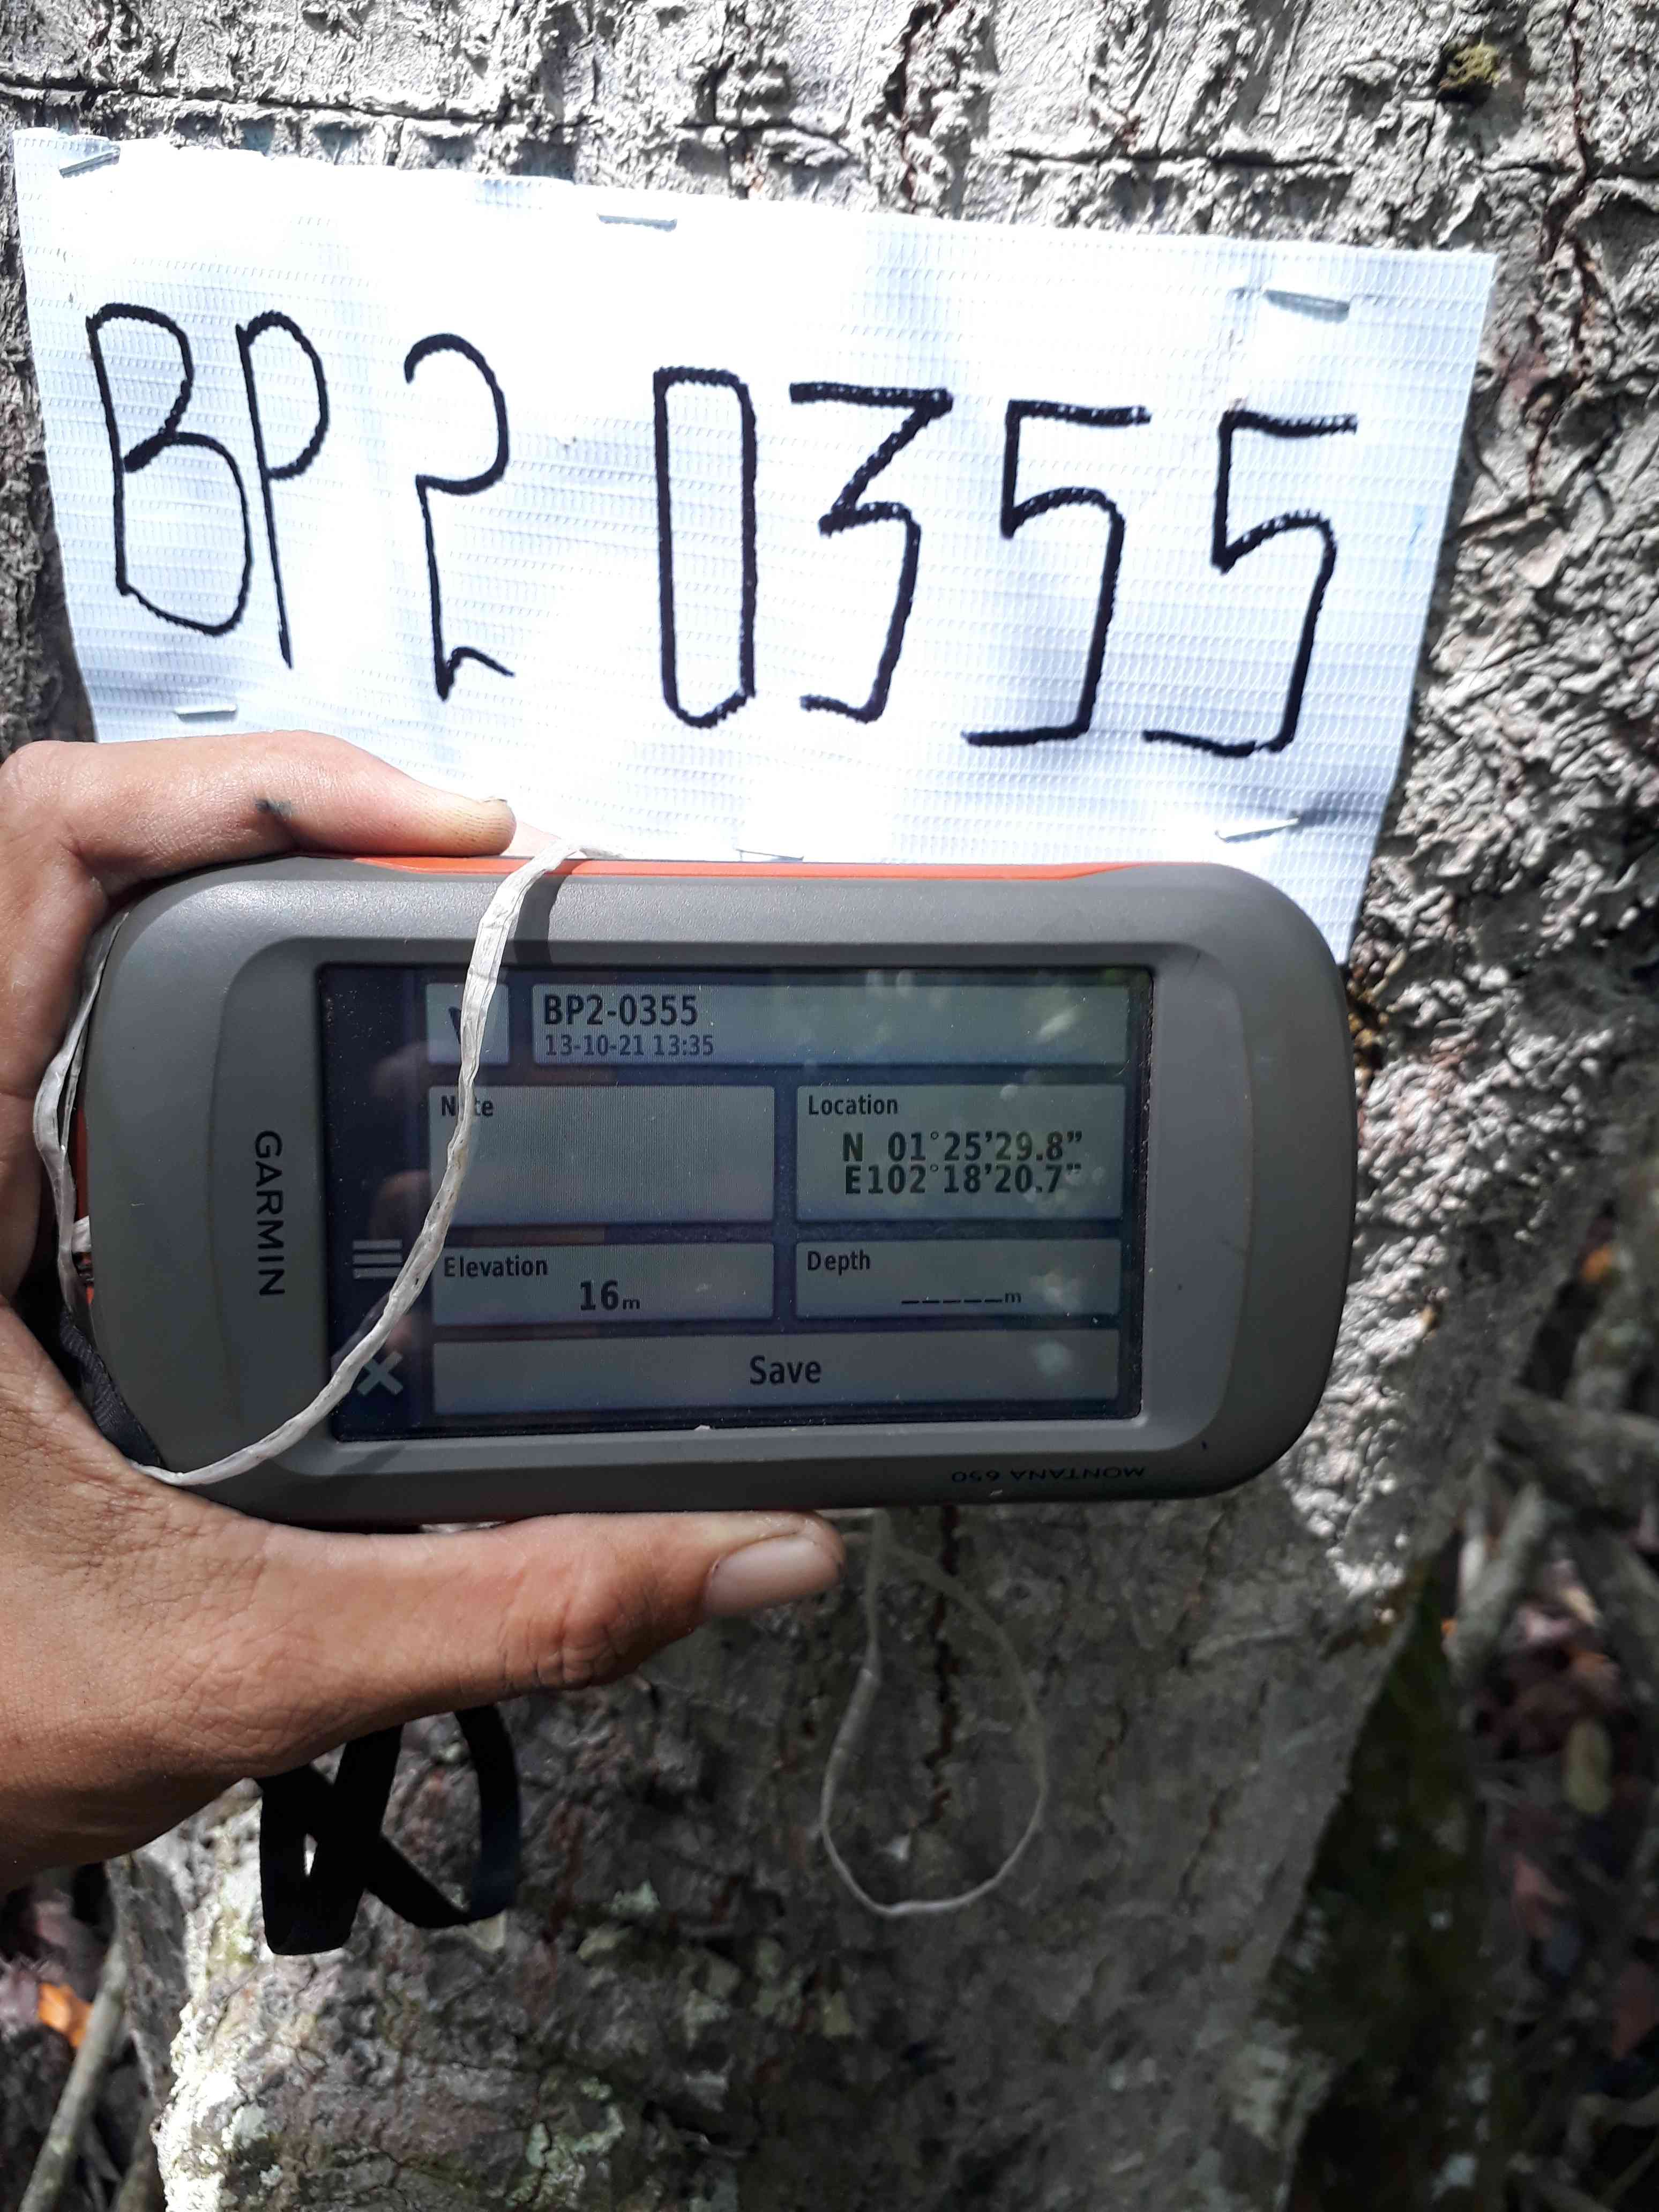 BP2 0355
BP2-0355
13-10-21 13:35
Note
Location
N 01°25'29.8"
E102°18'20.7"
Elevation
16m
Depth
_____m
Save
GARMIN
MONTANA 650